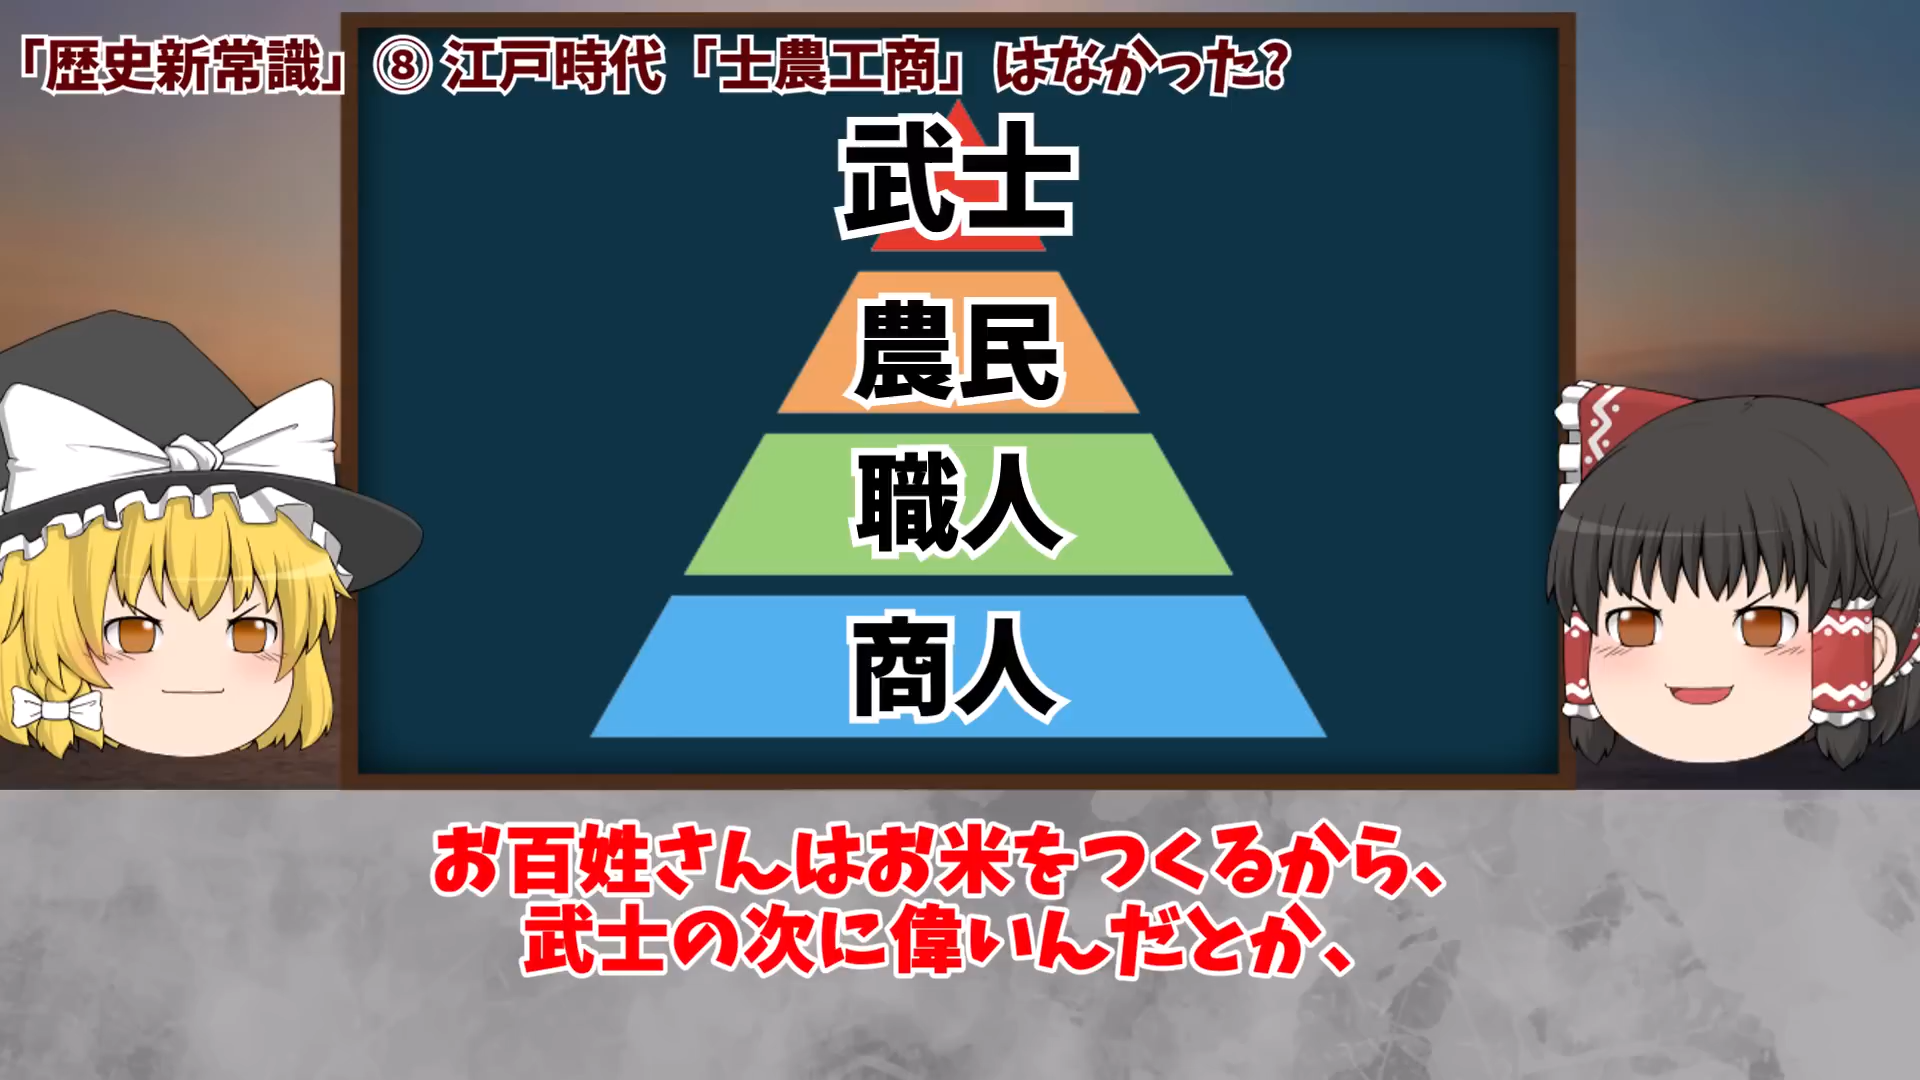 「歴史新常識」⑧ 江戸時代「士農工商」はなかった?
武士
農民
職人
商人
お百姓さんはお米をつくるから、
武士の次に偉いんだとか、